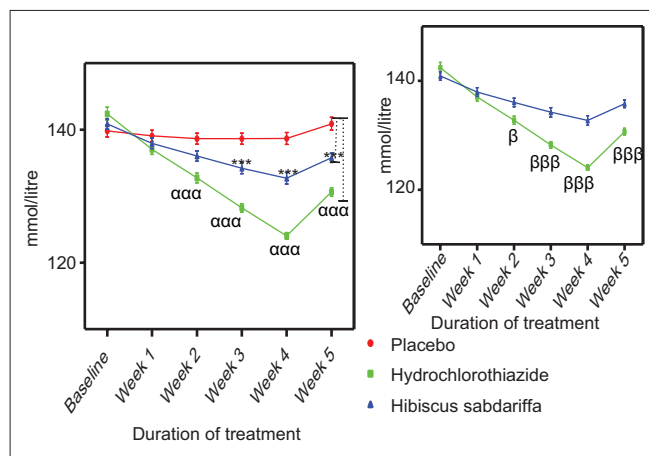 mmol/litre
140
120
***
***
***
ααα
ααα
ααα
ααα
Baseline
Week 1
Week 2
Week 3
Week 4
Week 5
Duration of treatment
mmol/litre
140
120
β
βββ
βββ
βββ
Baseline
Week 1
Week 2
Week 3
Week 4
Week 5
Duration of treatment
Placebo
Hydrochlorothiazide
Hibiscus sabdariffa